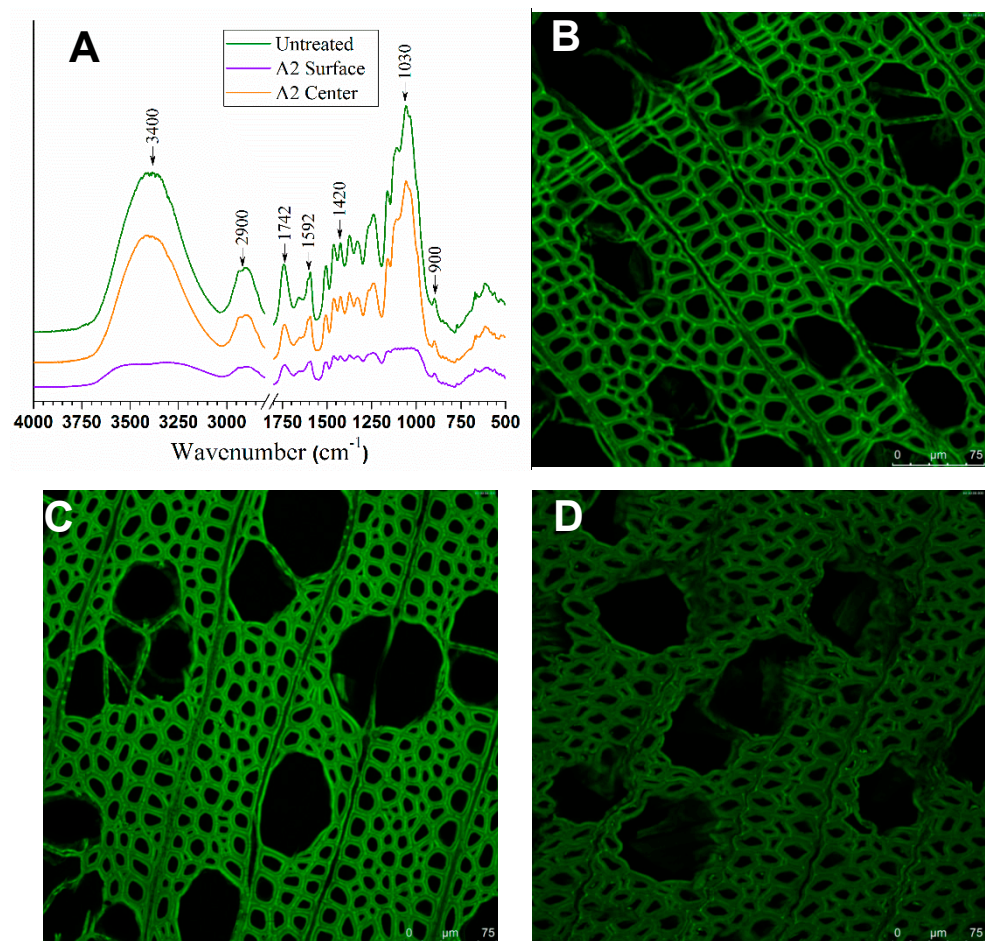 A
Untreated
A2 Surface
A2 Center
3400
2900
1742
1592
1420
1030
900
4000 3750 3500 3250 3000 1750 1500 1250 1000 750 500
Wavenumber (cm-1)
B
0 µm 75
C
0 µm 75
D
0 µm 75